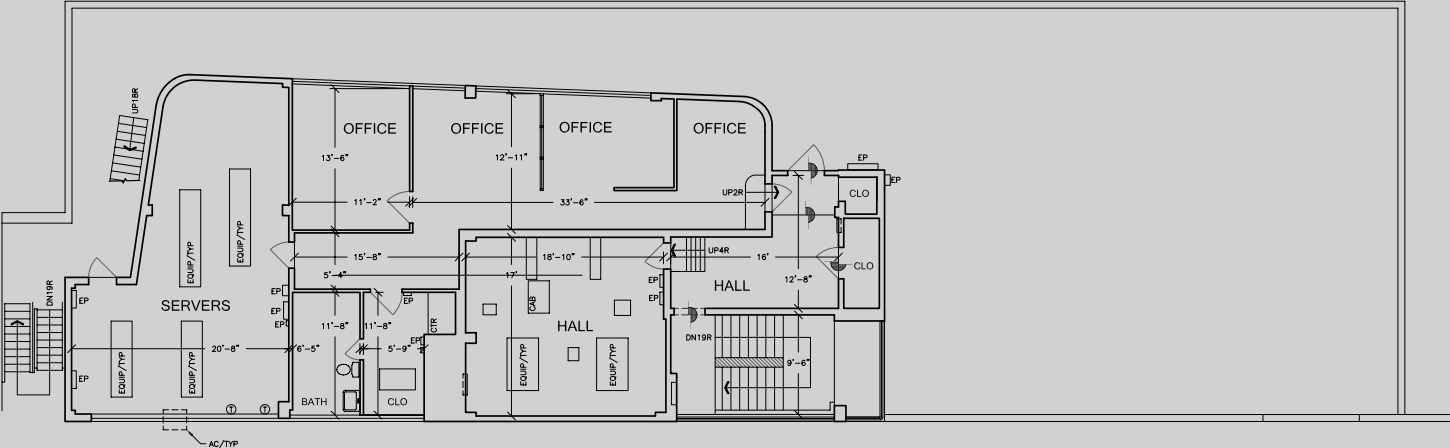 UP18R
OFFICE
OFFICE
OFFICE
OFFICE
13'-6"
12'-11"
EP
EP
CLO
UP2R
11'-2"
33'-6"
EQUIP/TYP
EQUIP/TYP
15'-8"
18'-10"
UP4R
16'
CLO
5'-4"
17'
12'-8"
HALL
EP
EP
DN19R
EP
EP
EP
EP
EP
CAB
SERVERS
CTR
11'-8"
11'-8"
HALL
DN19R
EP
20'-8"
6'-5"
5'-9"
9'-6"
EQUIP/TYP
EQUIP/TYP
EQUIP/TYP
EQUIP/TYP
EP
BATH
CLO
T
T
AC/TYP